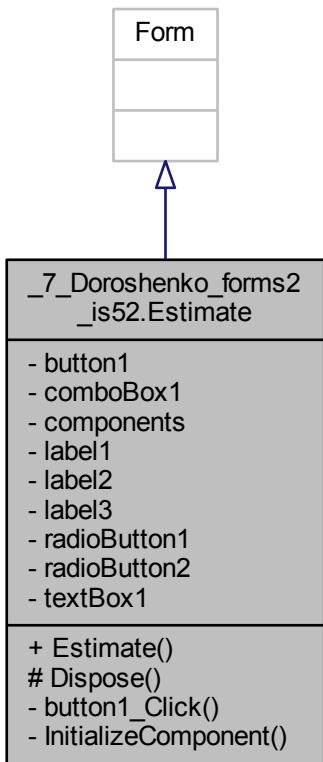 Form
_7_Doroshenko_forms2
_is52.Estimate
- button1
- comboBox1
- components
- label1
- label2
- label3
- radioButton1
- radioButton2
- textBox1
+ Estimate()
# Dispose()
- button1_Click()
- InitializeComponent()